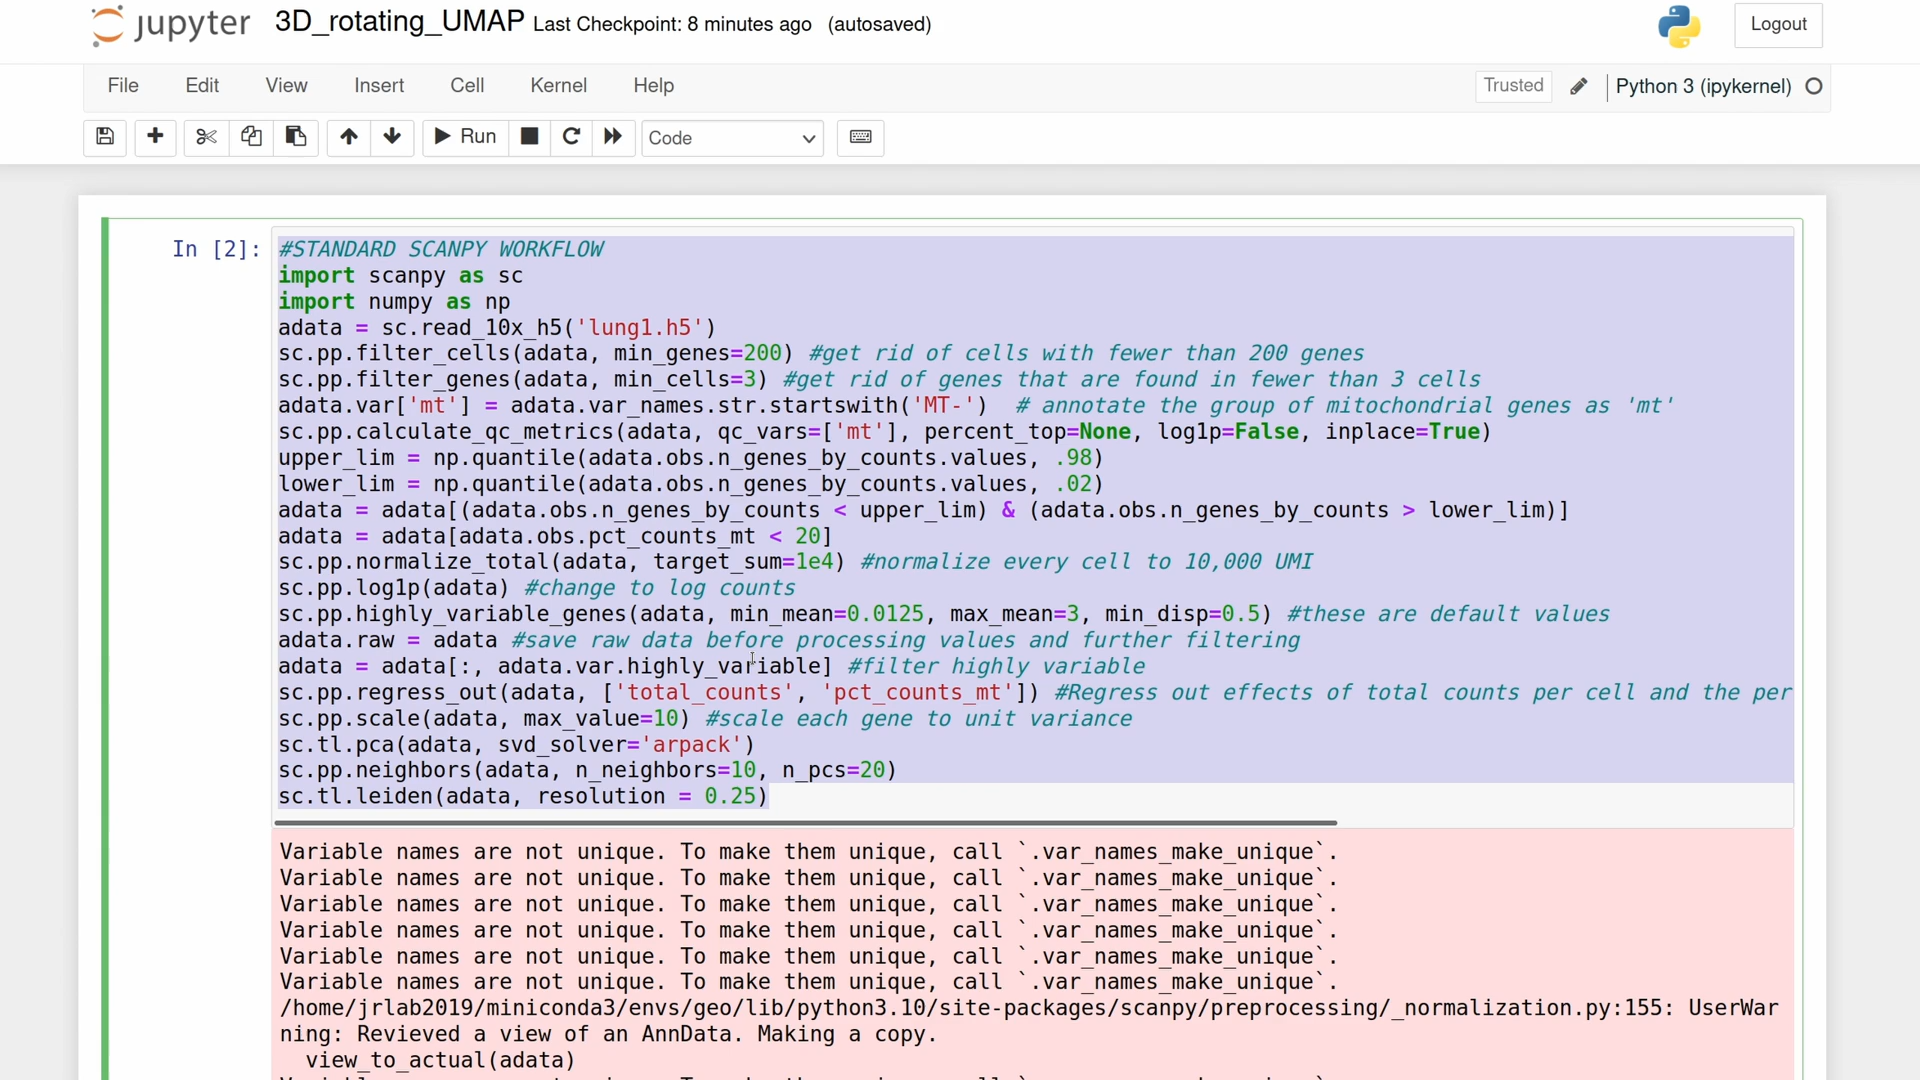 jupyter 3D_rotating_UMAP Last Checkpoint: 8 minutes ago (autosaved) Logout
File Edit View Insert Cell Kernel Help Trusted Python 3 (ipykernel)
Run Code
In [2]: #STANDARD SCANPY WORKFLOW
import scanpy as sc
import numpy as np
adata = sc.read_10x_h5('lung1.h5')
sc.pp.filter_cells(adata, min_genes=200) #get rid of cells with fewer than 200 genes
sc.pp.filter_genes(adata, min_cells=3) #get rid of genes that are found in fewer than 3 cells
adata.var['mt'] = adata.var_names.str.startswith('MT-')  # annotate the group of mitochondrial genes as 'mt'
sc.pp.calculate_qc_metrics(adata, qc_vars=['mt'], percent_top=None, log1p=False, inplace=True)
upper_lim = np.quantile(adata.obs.n_genes_by_counts.values, .98)
lower_lim = np.quantile(adata.obs.n_genes_by_counts.values, .02)
adata = adata[(adata.obs.n_genes_by_counts < upper_lim) & (adata.obs.n_genes_by_counts > lower_lim)]
adata = adata[adata.obs.pct_counts_mt < 20]
sc.pp.normalize_total(adata, target_sum=1e4) #normalize every cell to 10,000 UMI
sc.pp.log1p(adata) #change to log counts
sc.pp.highly_variable_genes(adata, min_mean=0.0125, max_mean=3, min_disp=0.5) #these are default values
adata.raw = adata #save raw data before processing values and further filtering
adata = adata[:, adata.var.highly_variable] #filter highly variable
sc.pp.regress_out(adata, ['total_counts', 'pct_counts_mt']) #Regress out effects of total counts per cell and the per
sc.pp.scale(adata, max_value=10) #scale each gene to unit variance
sc.tl.pca(adata, svd_solver='arpack')
sc.pp.neighbors(adata, n_neighbors=10, n_pcs=20)
sc.tl.leiden(adata, resolution = 0.25)
Variable names are not unique. To make them unique, call `.var_names_make_unique`.
Variable names are not unique. To make them unique, call `.var_names_make_unique`.
Variable names are not unique. To make them unique, call `.var_names_make_unique`.
Variable names are not unique. To make them unique, call `.var_names_make_unique`.
Variable names are not unique. To make them unique, call `.var_names_make_unique`.
Variable names are not unique. To make them unique, call `.var_names_make_unique`.
/home/jrlab2019/miniconda3/envs/geo/lib/python3.10/site-packages/scanpy/preprocessing/_normalization.py:155: UserWar
ning: Revieved a view of an AnnData. Making a copy.
view_to_actual(adata)